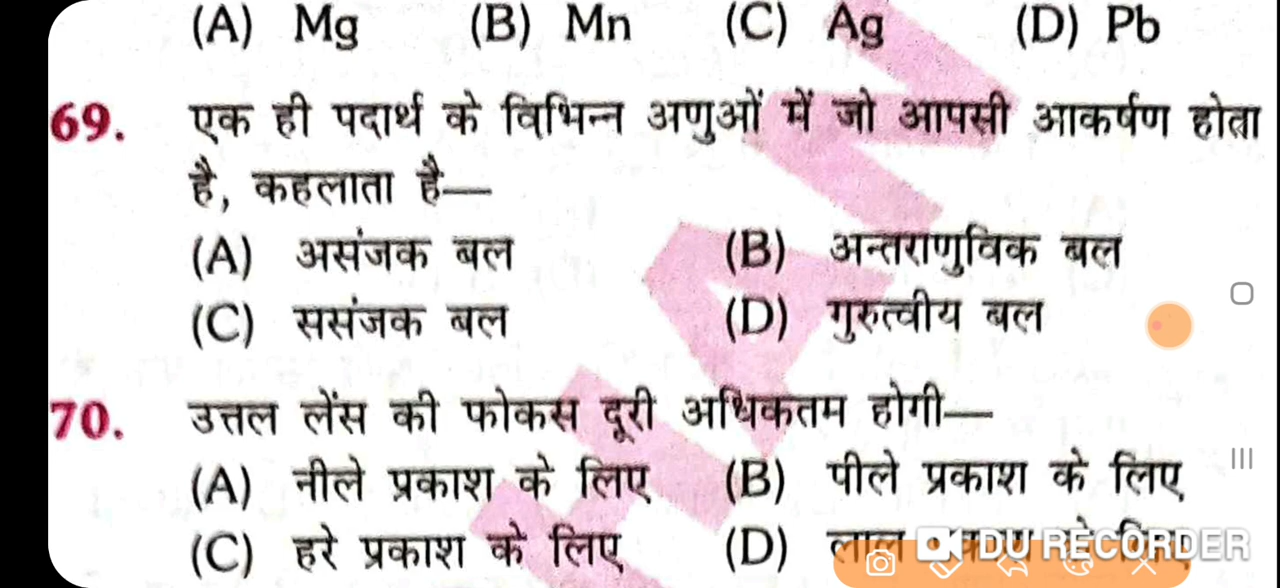 (A) Mg (B) Mn (C) Ag (D) Pb
69. एक ही पदार्थ के विभिन्न अणुओं में जो आपसी आकर्षण होता
है, कहलाता है—
(A) असंजक बल (B) अन्तराणुविक बल
(C) ससंजक बल (D) गुरुत्वीय बल
70. उत्तल लेंस की फोकस दूरी अधिकतम होगी—
(A) नीले प्रकाश के लिए (B) पीले प्रकाश के लिए
(C) हरे प्रकाश के लिए (D) लाल
DU RECORDER